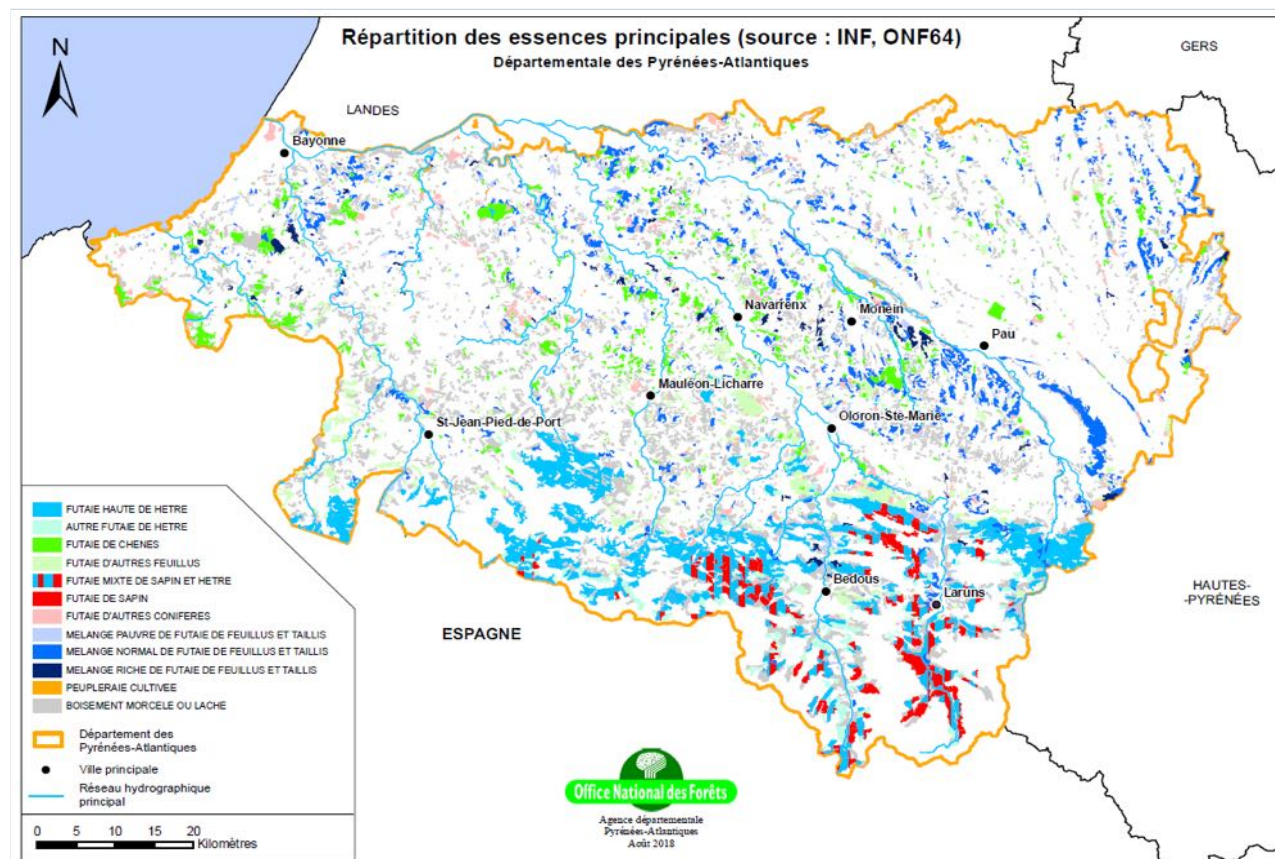 Répartition des essences principales (source : INF, ONF64)
Départementale des Pyrénées-Atlantiques
N
GERS
LANDES
Bayonne
Navarrenx
Monein
Pau
Mauléon-Licharre
Oloron-Ste-Marie
St-Jean-Pied-de-Port
Bedous
Laruns
HAUTES-
-PYRÉNÉES
ESPAGNE
FUTAIE HAUTE DE HETRE
AUTRE FUTAIE DE HETRE
FUTAIE DE CHENES
FUTAIE D'AUTRES FEUILLUS
FUTAIE MIXTE DE SAPIN ET HETRE
FUTAIE DE SAPIN
FUTAIE D'AUTRES CONIFERES
MELANGE PAUVRE DE FUTAIE DE FEUILLUS ET TAILLIS
MELANGE NORMAL DE FUTAIE DE FEUILLUS ET TAILLIS
MELANGE RICHE DE FUTAIE DE FEUILLUS ET TAILLIS
PEUPLERAIE CULTIVEE
BOISEMENT MORCELE OU LACHE
Département des
Pyrénées-Atlantiques
Ville principale
Réseau hydrographique
principal
0 5 10 15 20
Kilomètres
Office National des Forêts
Agence départementale
Pyrénées-Atlantiques
Août 2018